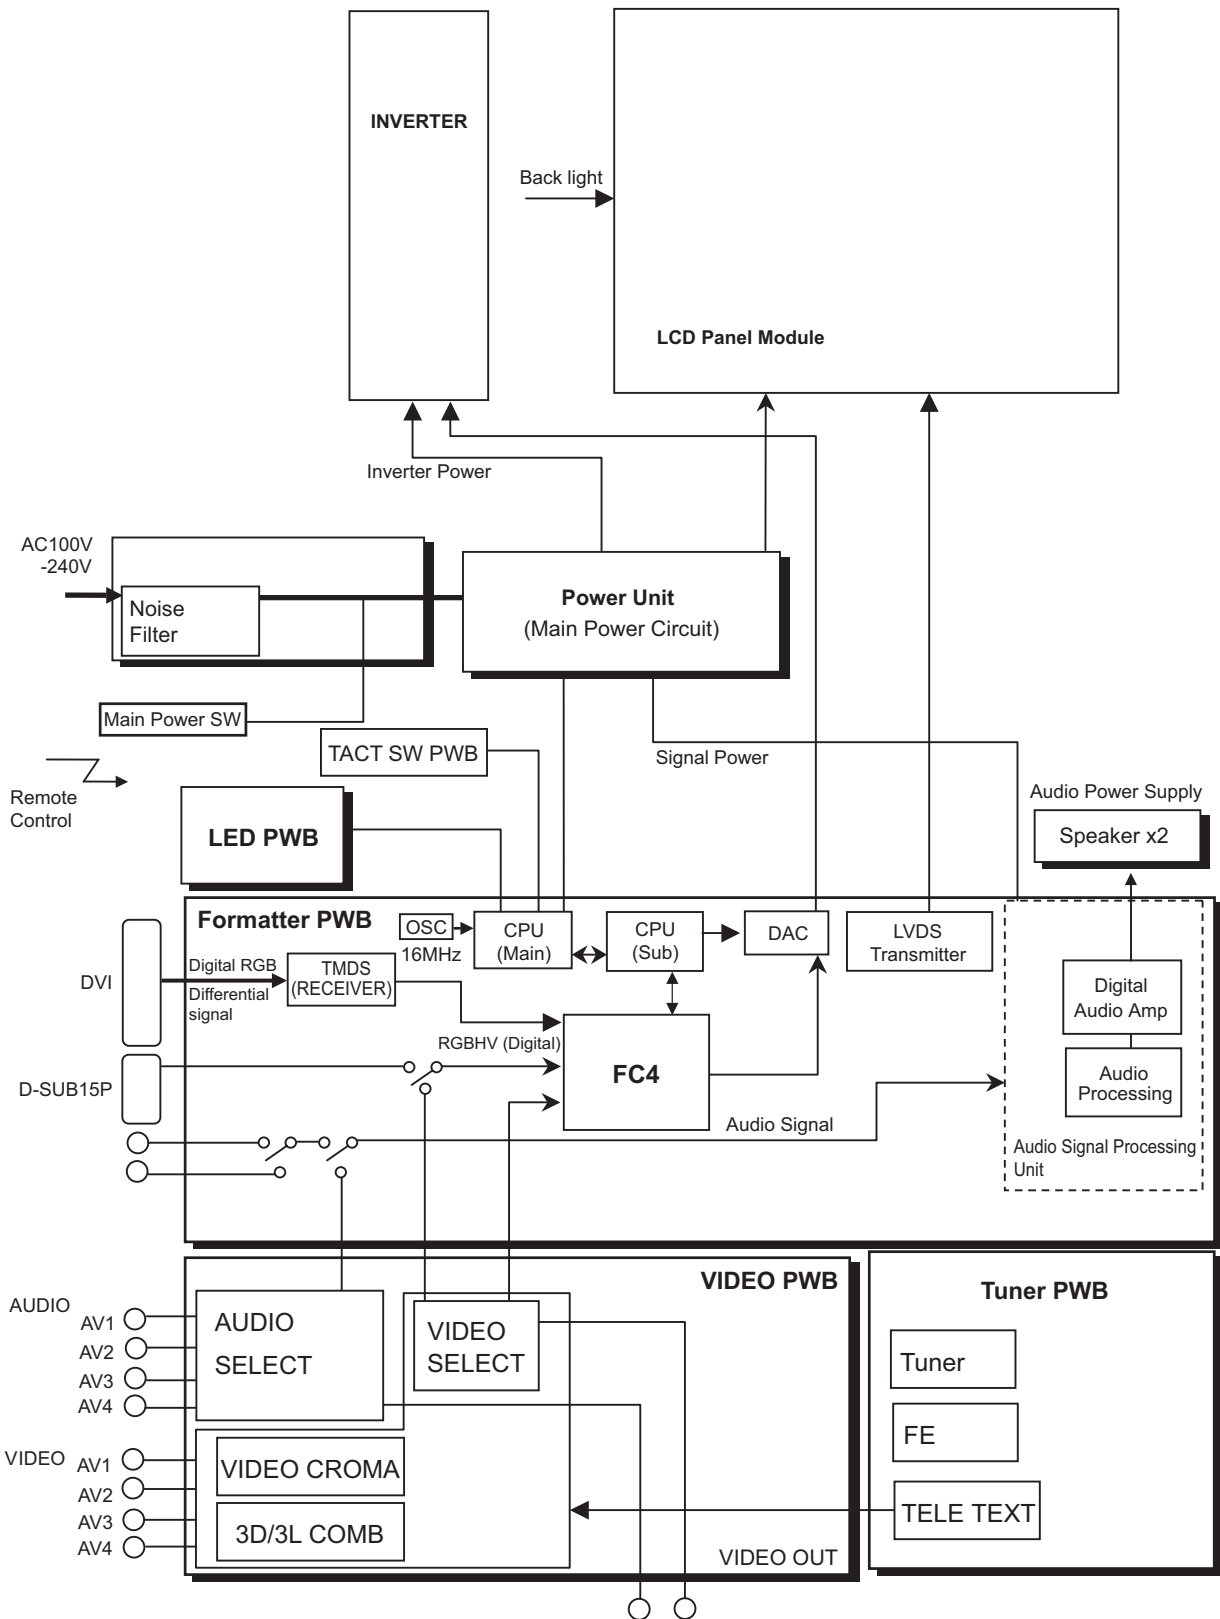 INVERTER
Back light
LCD Panel Module
Inverter Power
AC100V
-240V
Noise
Filter
Power Unit
(Main Power Circuit)
Main Power SW
TACT SW PWB
Signal Power
Remote
Control
Audio Power Supply
LED PWB
Speaker x2
Formatter PWB
OSC
16MHz
CPU
(Main)
CPU
(Sub)
DAC
LVDS
Transmitter
DVI
Digital RGB
Differential
signal
TMDS
(RECEIVER)
Digital
Audio Amp
RGBHV (Digital)
FC4
D-SUB15P
Audio
Processing
Audio Signal
Audio Signal Processing
Unit
VIDEO PWB
Tuner PWB
AUDIO
AV1
AV2
AV3
AV4
AUDIO
SELECT
VIDEO
SELECT
Tuner
FE
VIDEO
AV1
AV2
AV3
AV4
VIDEO CROMA
3D/3L COMB
TELE TEXT
VIDEO OUT